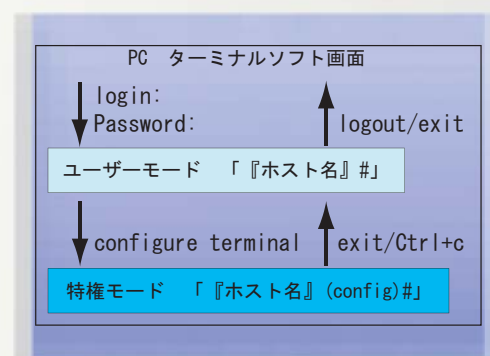 PC ターミナルソフト画面
login:
Password:
logout/exit
ユーザーモード 「『ホスト名』#」
configure terminal
exit/Ctrl+c
特権モード 「『ホスト名』(config)#」